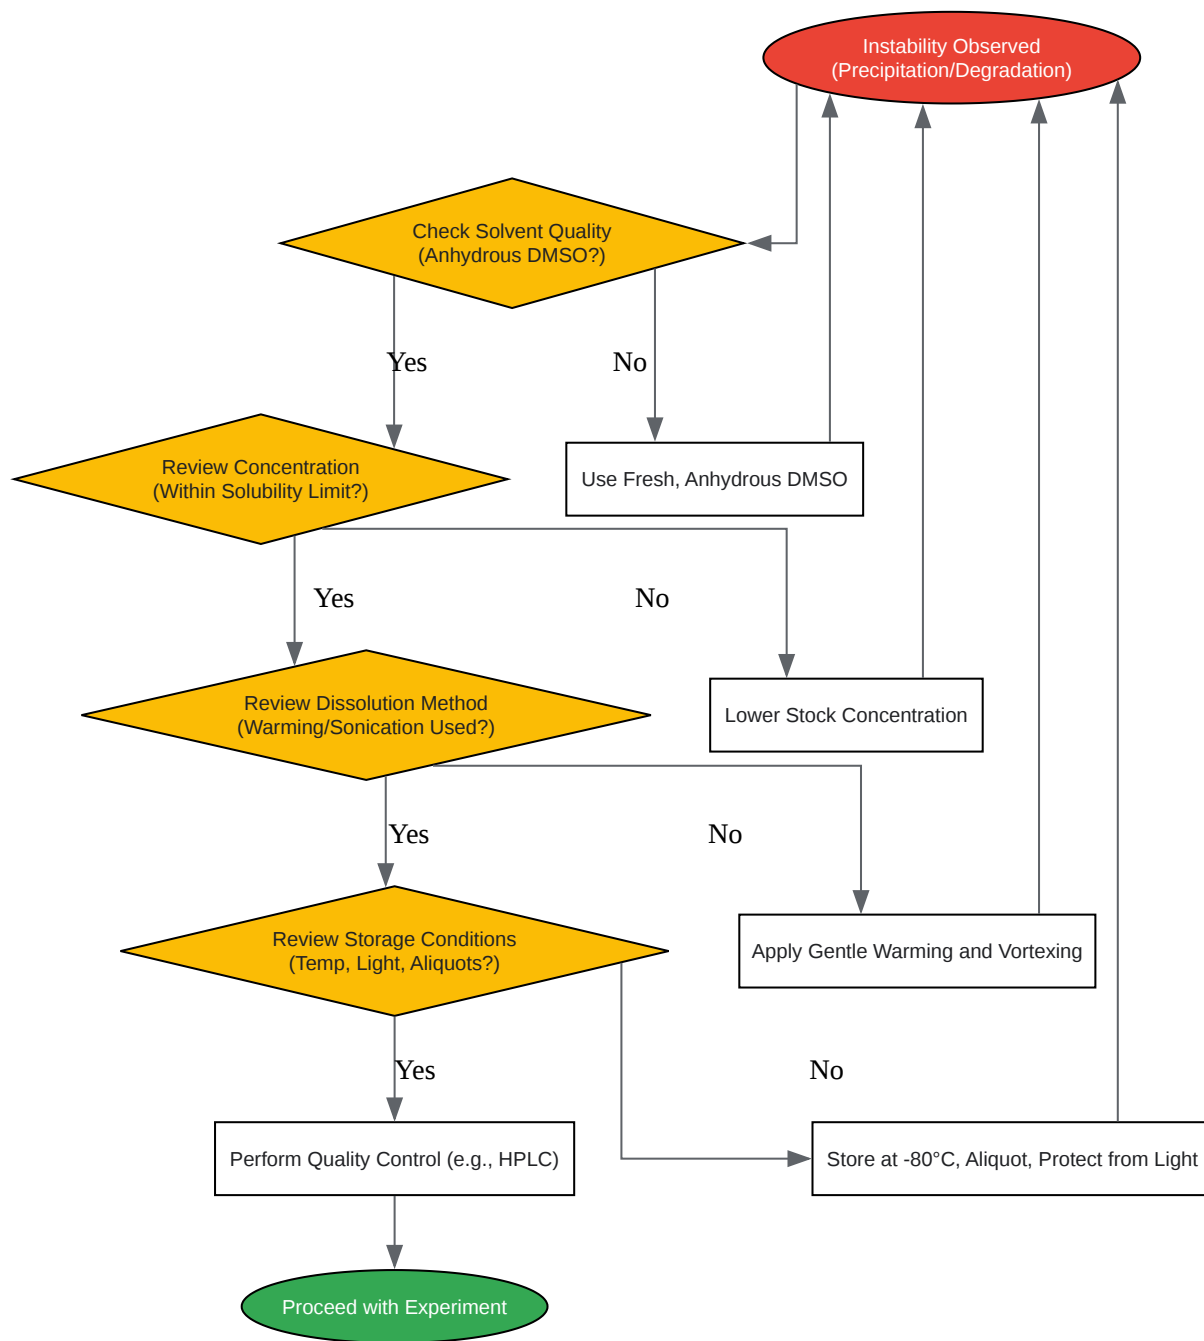 Instability Observed
(Precipitation/Degradation)
Check Solvent Quality
(Anhydrous DMSO?)
Yes
No
Review Concentration
(Within Solubility Limit?)
Use Fresh, Anhydrous DMSO
Yes
No
Review Dissolution Method
(Warming/Sonication Used?)
Lower Stock Concentration
Yes
No
Review Storage Conditions
(Temp, Light, Aliquots?)
Apply Gentle Warming and Vortexing
Yes
No
Perform Quality Control (e.g., HPLC)
Store at -80°C, Aliquot, Protect from Light
Proceed with Experiment